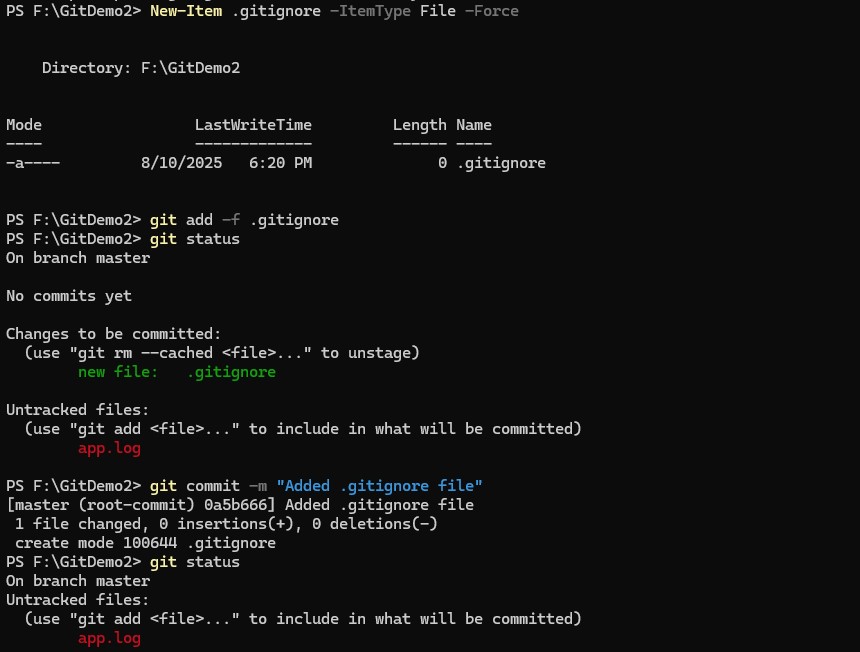 PS F:\GitDemo2> New-Item .gitignore -ItemType File -Force
Directory: F:\GitDemo2
Mode LastWriteTime Length Name
---- ------------- ------ ----
-a---- 8/10/2025 6:20 PM 0 .gitignore
PS F:\GitDemo2> git add -f .gitignore
PS F:\GitDemo2> git status
On branch master
No commits yet
Changes to be committed:
(use "git rm --cached <file>..." to unstage)
new file: .gitignore
Untracked files:
(use "git add <file>..." to include in what will be committed)
app.log
PS F:\GitDemo2> git commit -m "Added .gitignore file"
[master (root-commit) 0a5b666] Added .gitignore file
1 file changed, 0 insertions(+), 0 deletions(-)
create mode 100644 .gitignore
PS F:\GitDemo2> git status
On branch master
Untracked files:
(use "git add <file>..." to include in what will be committed)
app.log